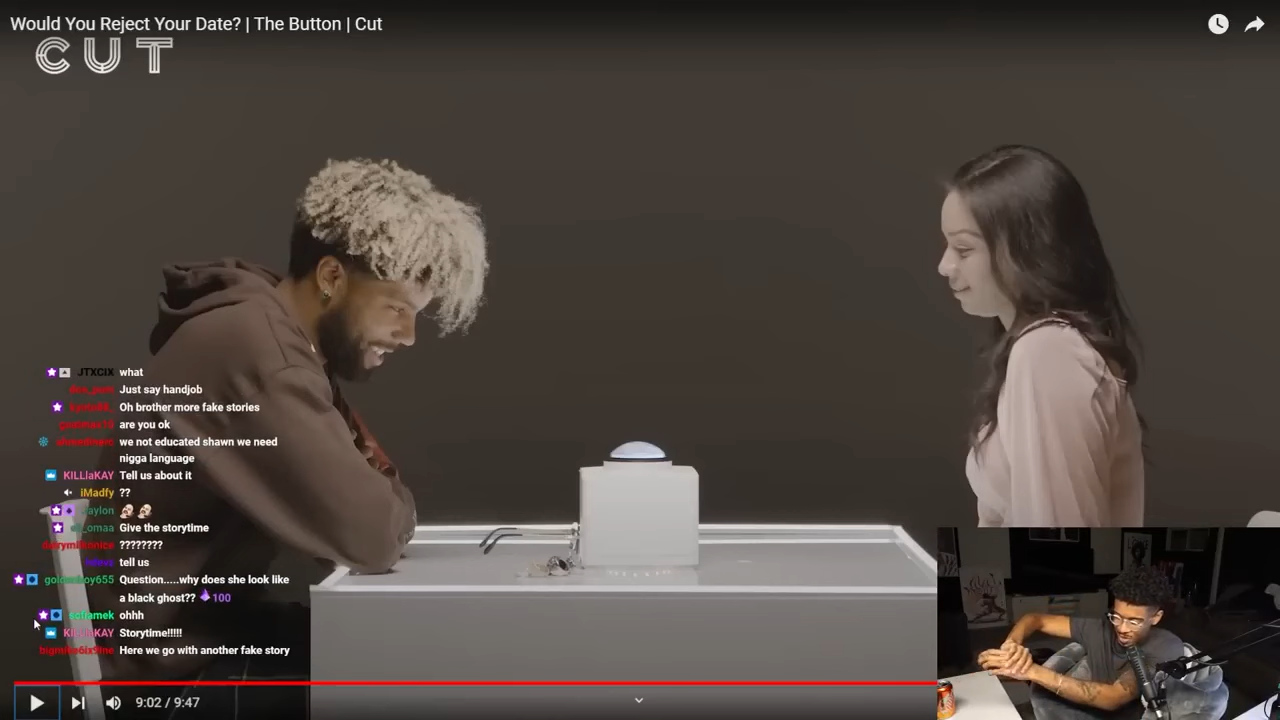 Would You Reject Your Date? | The Button | Cut
CUT
JTXCIX what
Just say handjob
Oh brother more fake stories
are you ok
we not educated shawn we need
nigga language
KILLlaKAY Tell us about it
iMadfy ??
Give the storytime
????????
tell us
Question.....why does she look like
a black ghost?? 100
ohhh
KILLlaKAY Storytime!!!!!
Here we go with another fake story
9:02 / 9:47